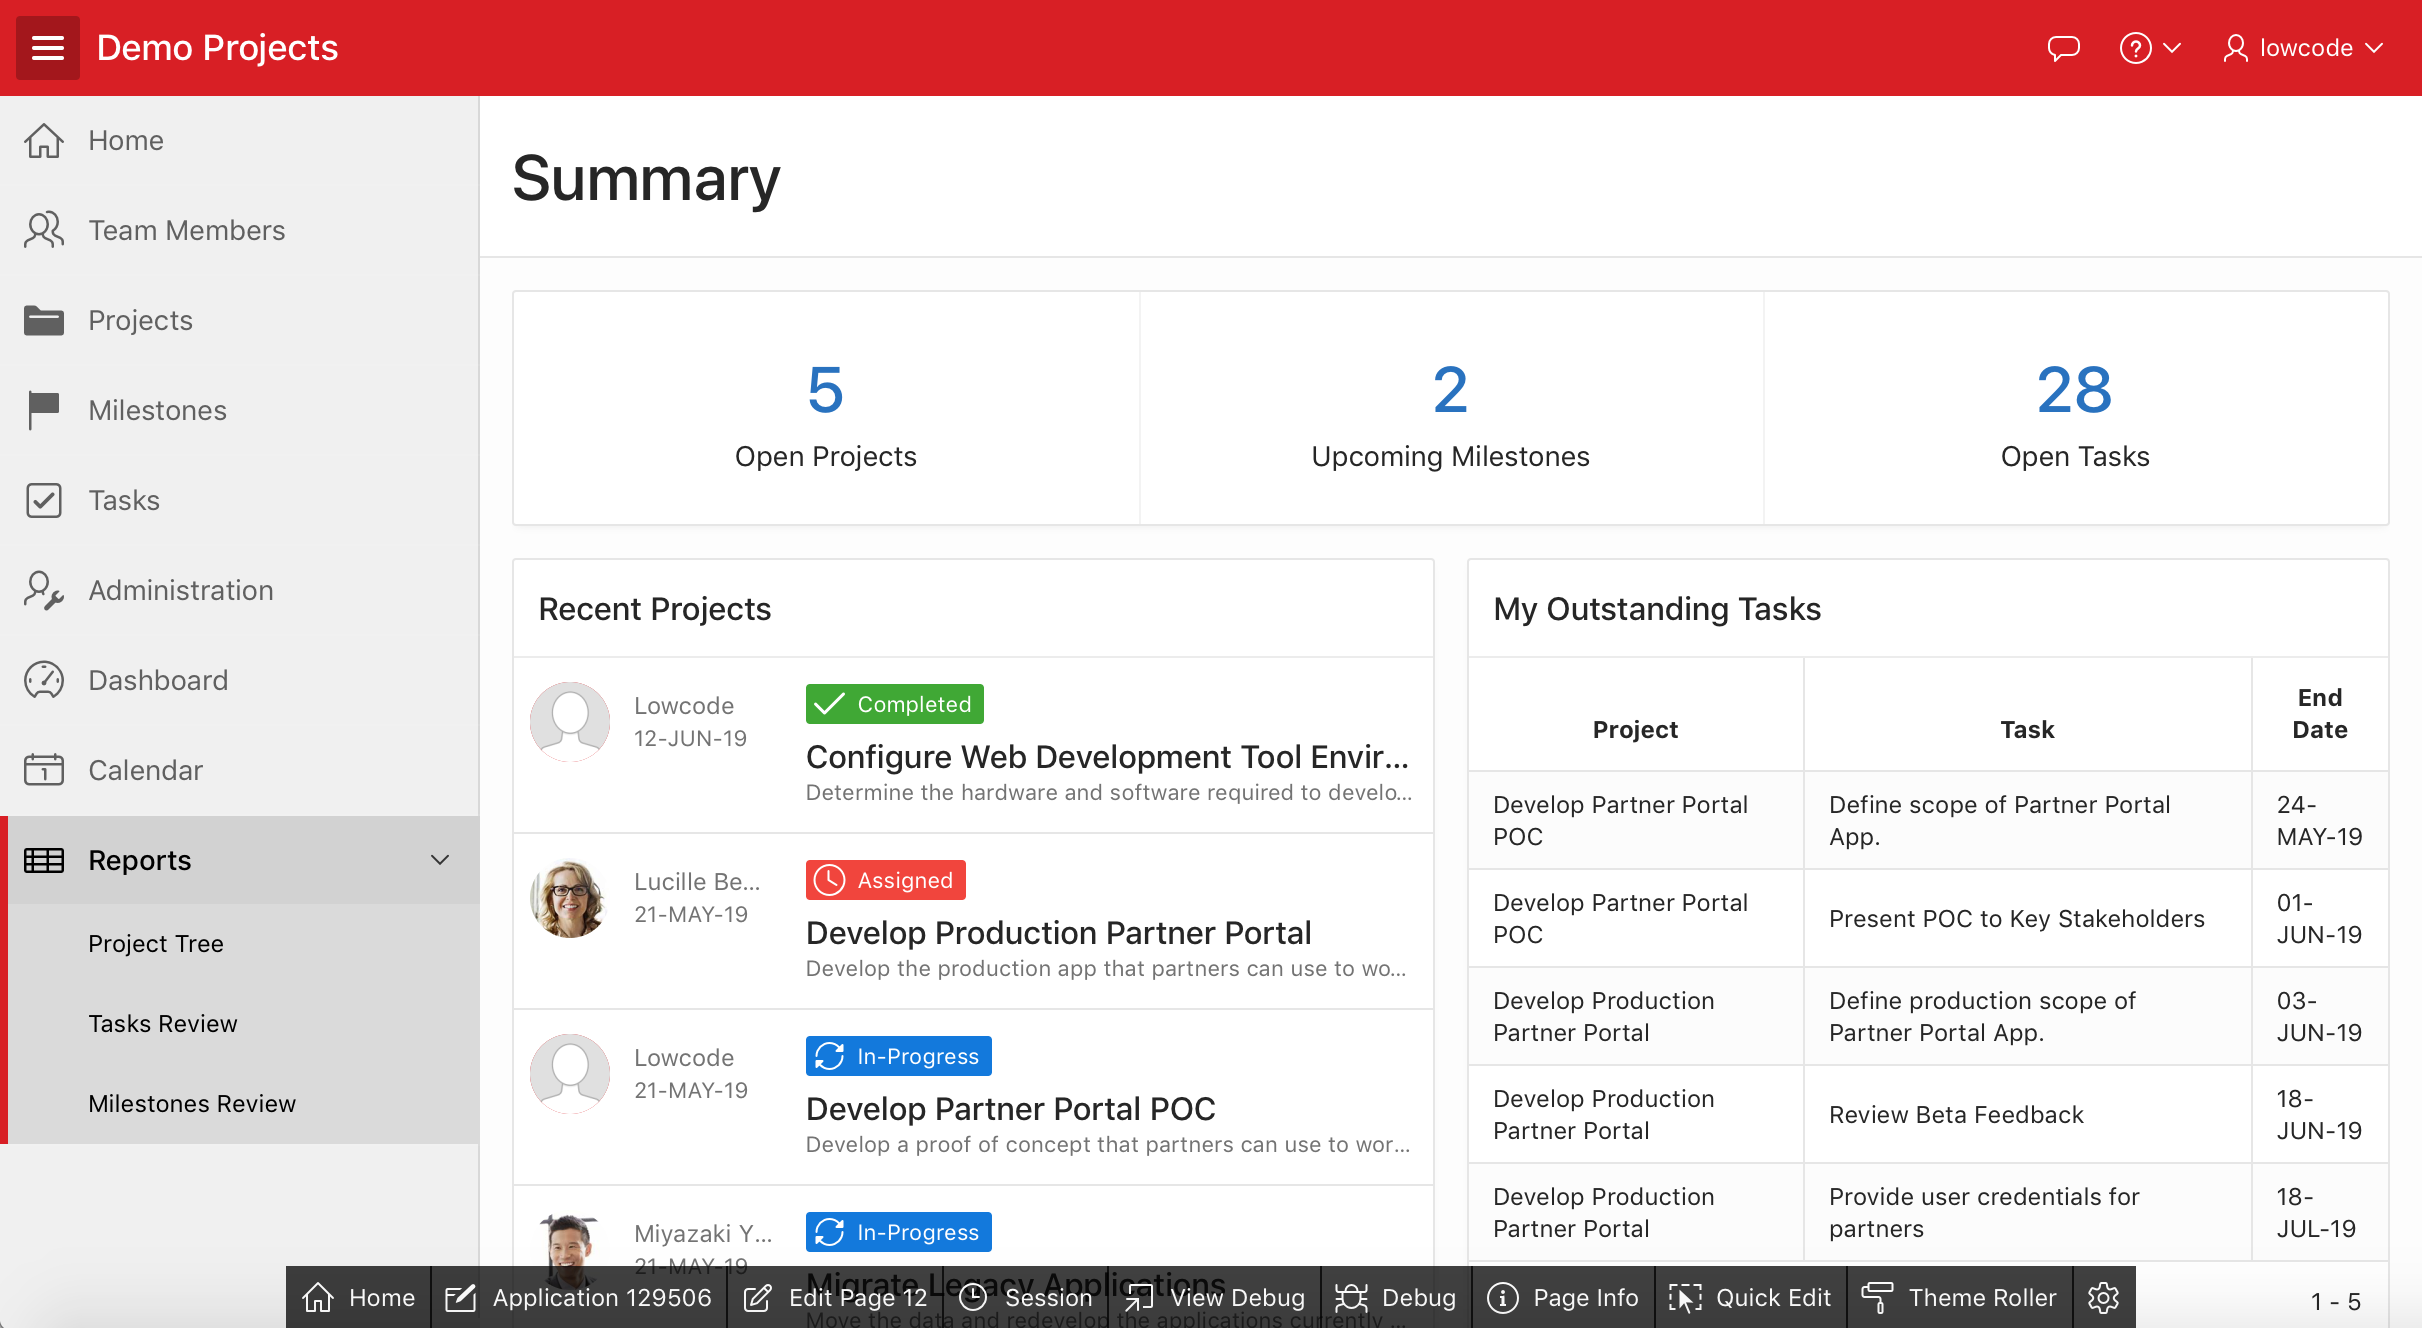 Demo Projects
lowcode
Home
Team Members
Projects
Milestones
Tasks
Administration
Dashboard
1
Calendar
Reports
Project Tree
Tasks Review
Milestones Review
Summary
5
Open Projects
2
Upcoming Milestones
28
Open Tasks
Recent Projects
Lowcode
12-JUN-19
Completed
Configure Web Development Tool Envir...
Determine the hardware and software required to develo...
Lucille Be...
21-MAY-19
Assigned
Develop Production Partner Portal
Develop the production app that partners can use to wo...
Lowcode
21-MAY-19
In-Progress
Develop Partner Portal POC
Develop a proof of concept that partners can use to wor...
Miyazaki Y...
21-MAY-19
In-Progress
Migrate Legacy Applications
Move the data and redevelop the applications currently ...
My Outstanding Tasks
Project
Task
End
Date
Develop Partner Portal
POC
Define scope of Partner Portal
App.
24-
MAY-19
Develop Partner Portal
POC
Present POC to Key Stakeholders
01-
JUN-19
Develop Production
Partner Portal
Define production scope of
Partner Portal App.
03-
JUN-19
Develop Production
Partner Portal
Review Beta Feedback
18-
JUN-19
Develop Production
Partner Portal
Provide user credentials for
partners
18-
JUL-19
1 - 5
Home
Application 129506
Edit Page 12
Session
View Debug
Debug
Page Info
Quick Edit
Theme Roller